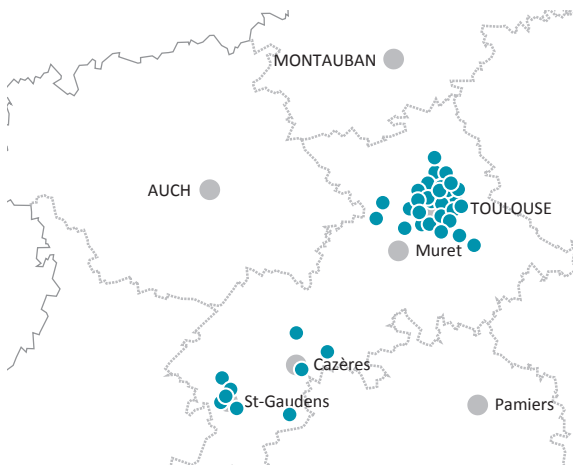 MONTAUBAN
AUCH
TOULOUSE
Muret
Cazères
St-Gaudens
Pamiers